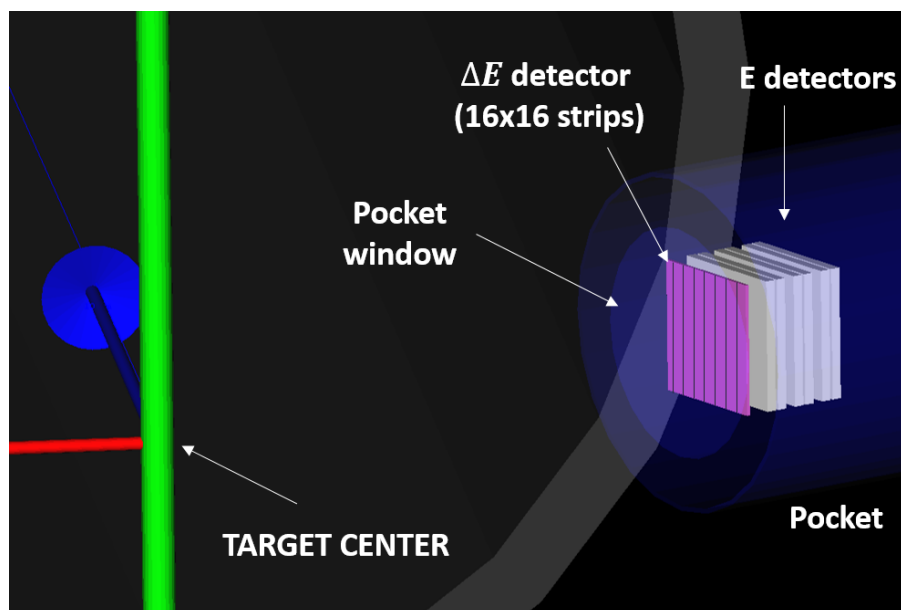 ΔE detector
(16x16 strips)
E detectors
Pocket
window
TARGET CENTER
Pocket